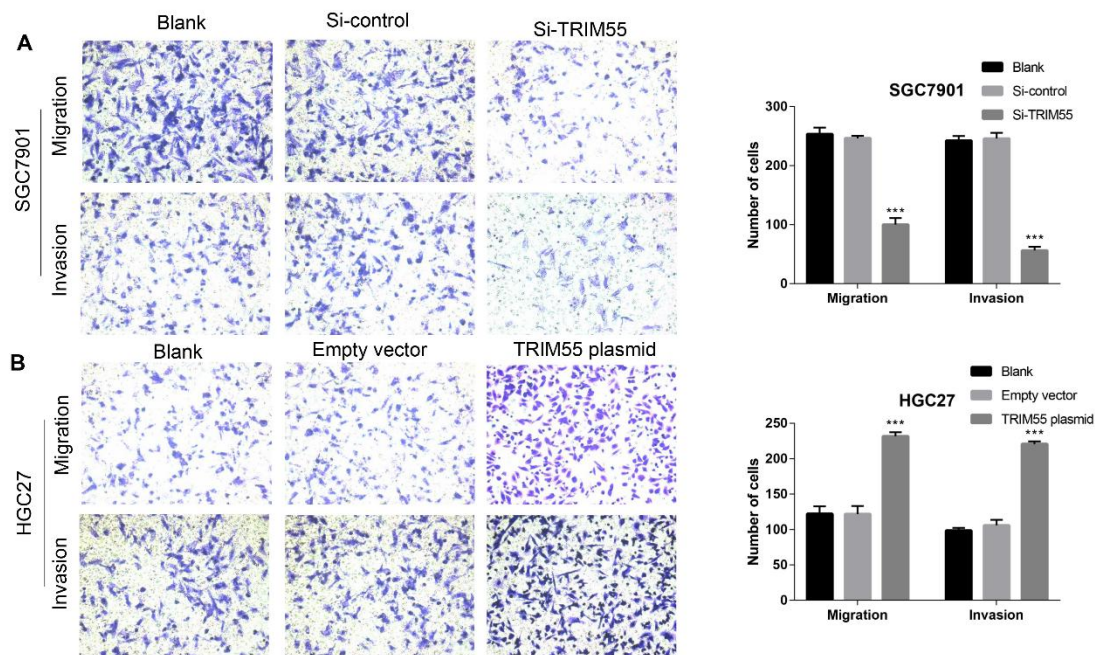 A
Blank
Si-control
Si-TRIM55
SGC7901
Migration
Invasion
SGC7901
Blank
Si-control
Si-TRIM55
Number of cells
300
200
100
0
***
***
Migration
Invasion
B
Blank
Empty vector
TRIM55 plasmid
HGC27
Migration
Invasion
HGC27
Blank
Empty vector
TRIM55 plasmid
Number of cells
250
200
150
100
50
0
***
***
Migration
Invasion